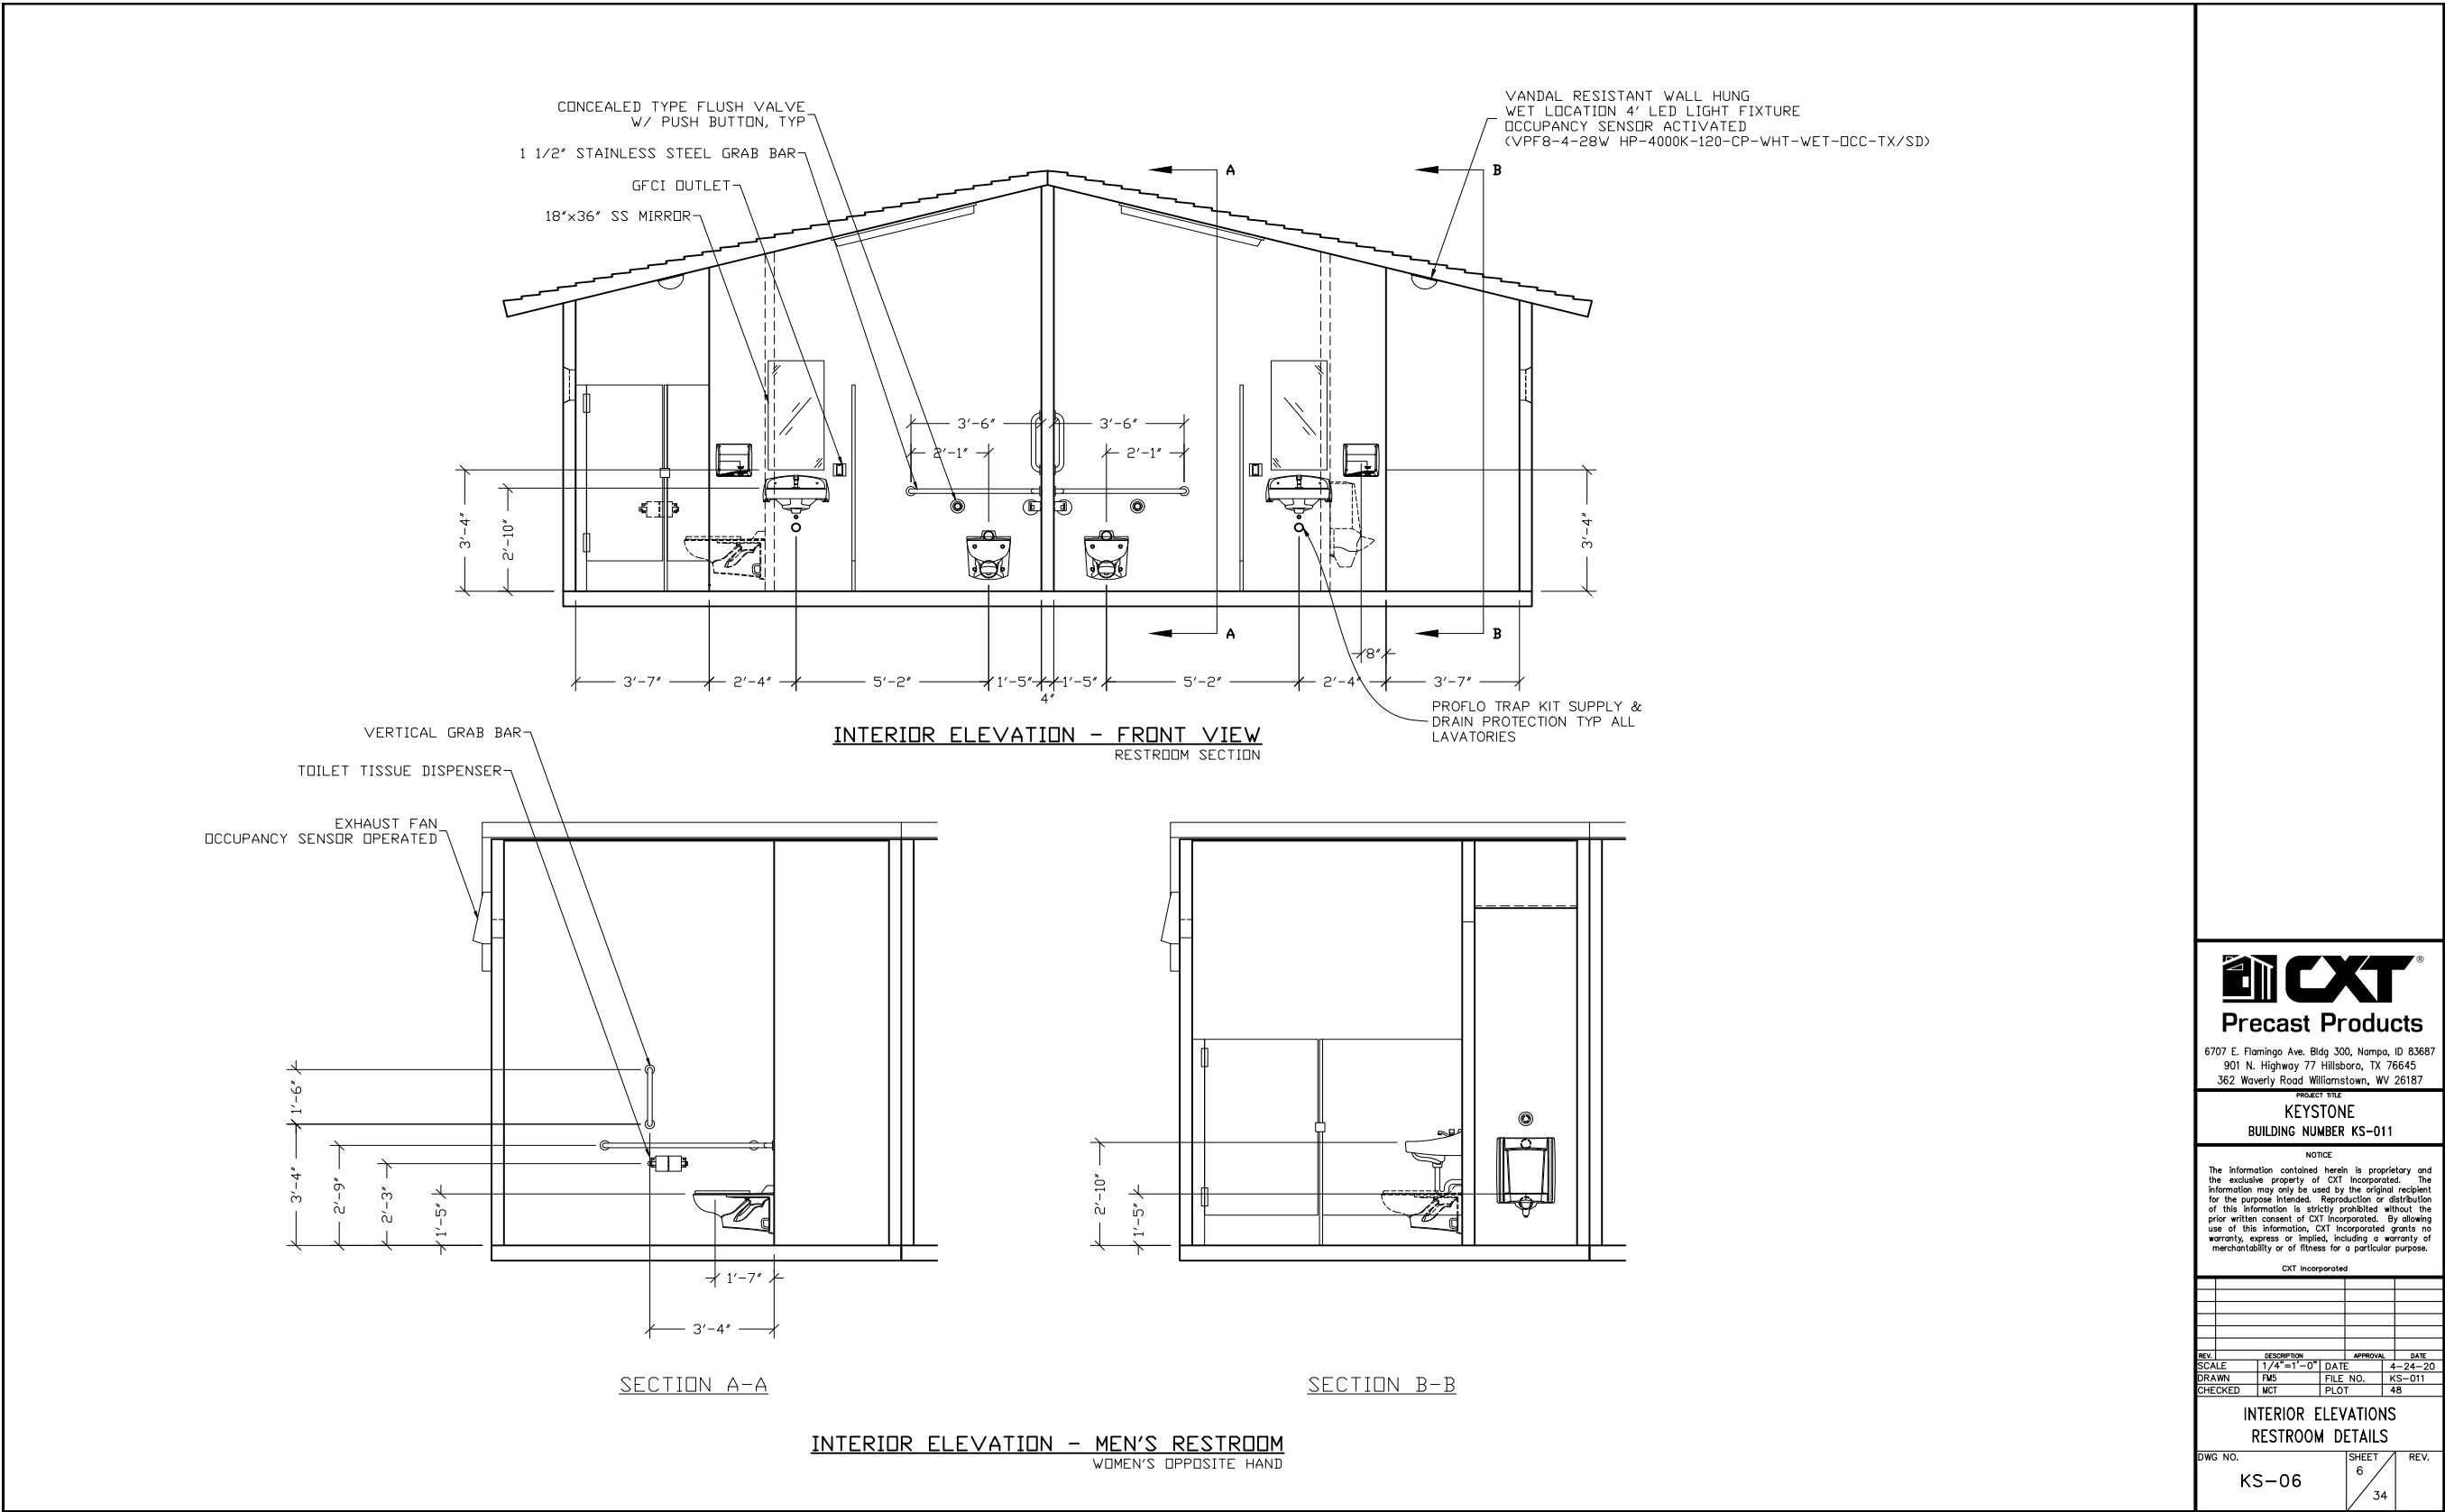 CONCEALED TYPE FLUSH VALVE
W/ PUSH BUTTON, TYP
1 1/2" STAINLESS STEEL GRAB BAR
GFCI OUTLET
18"x36" SS MIRROR
VANDAL RESISTANT WALL HUNG
WET LOCATION 4' LED LIGHT FIXTURE
OCCUPANCY SENSOR ACTIVATED
(VPF8-4-28W HP-4000K-120-CP-WHT-WET-OCC-TX/SD)
A
B
3'-6"
3'-6"
2'-1"
2'-1"
3'-4"
2'-10"
3'-4"
A
B
8"
3'-7"
2'-4"
5'-2"
1'-5"
4"
1'-5"
5'-2"
2'-4"
3'-7"
PROFLO TRAP KIT SUPPLY &
DRAIN PROTECTION TYP ALL
LAVATORIES
INTERIOR ELEVATION - FRONT VIEW
RESTROOM SECTION
VERTICAL GRAB BAR
TOILET TISSUE DISPENSER
EXHAUST FAN
OCCUPANCY SENSOR OPERATED
1'-6"
3'-4"
2'-9"
2'-3"
1'-5"
1'-7"
3'-4"
SECTION A-A
2'-10"
1'-5"
SECTION B-B
INTERIOR ELEVATION - MEN'S RESTROOM
WOMEN'S OPPOSITE HAND
CXT®
Precast Products
6707 E. Flamingo Ave. Bldg 300, Nampa, ID 83687
901 N. Highway 77 Hillsboro, TX 76645
362 Waverly Road Williamstown, WV 26187
PROJECT TITLE
KEYSTONE
BUILDING NUMBER KS-011
NOTICE
The information contained herein is proprietary and
the exclusive property of CXT Incorporated. The
information may only be used by the original recipient
for the purpose intended. Reproduction or distribution
of this information is strictly prohibited without the
prior written consent of CXT Incorporated. By allowing
use of this information, CXT Incorporated grants no
warranty, express or implied, including a warranty of
merchantability or of fitness for a particular purpose.
CXT Incorporated
REV. DESCRIPTION APPROVAL DATE
SCALE 1/4"=1'-0" DATE 4-24-20
DRAWN FM5 FILE NO. KS-011
CHECKED MCT PLOT 48
INTERIOR ELEVATIONS
RESTROOM DETAILS
DWG NO. SHEET REV.
KS-06 6/34